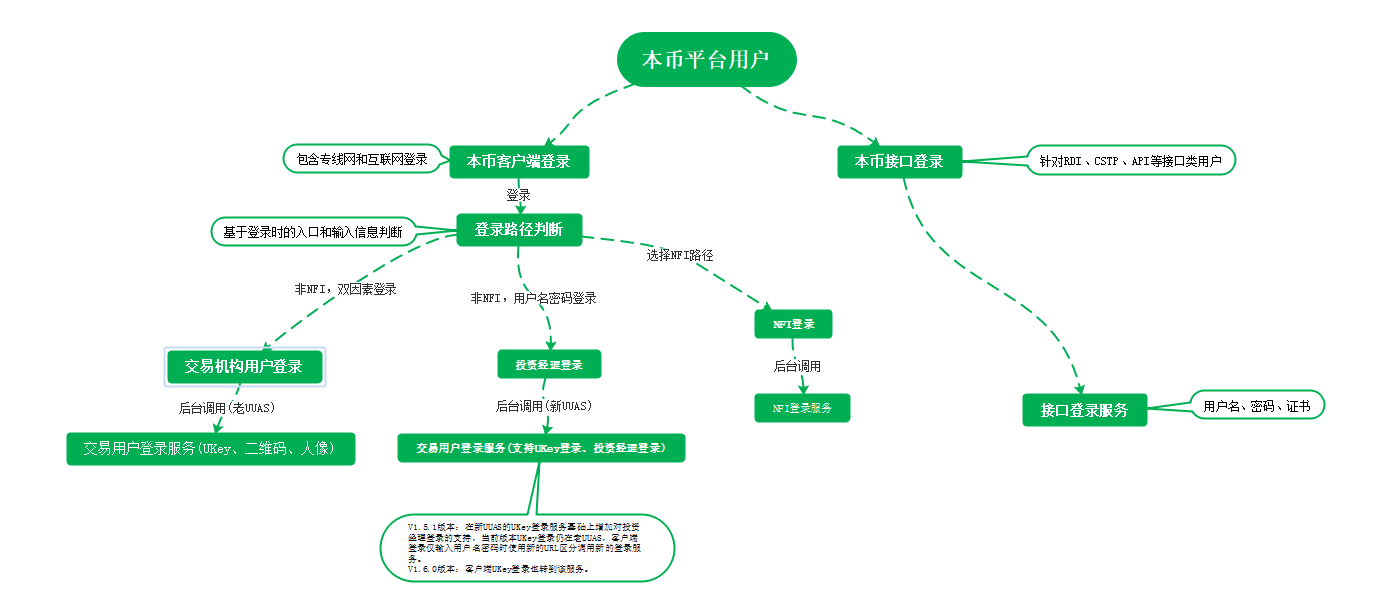 本币平台用户
包含专线网和互联网登录
本币客户端登录
本币接口登录
针对RDI、CSTP、API等接口类用户
登录
基于登录时的入口和输入信息判断
登录路径判断
选择NFI路径
非NFI，双因素登录
非NFI，用户名密码登录
NFI登录
交易机构用户登录
投资经理登录
后台调用
后台调用(老UUAS)
后台调用(新UUAS)
NFI登录服务
接口登录服务
用户名、密码、证书
交易用户登录服务(UKey、二维码、人像)
交易用户登录服务(支持UKey登录、投资经理登录)
V1.5.1版本：在新UUAS的UKey登录服务基础上增加对投资
经理登录的支持，当前版本UKey登录仍在老UUAS，客户端
登录仅输入用户名密码时使用新的URL区分调用新的登录服
务。
V1.6.0版本：客户端UKey登录也转到该服务。